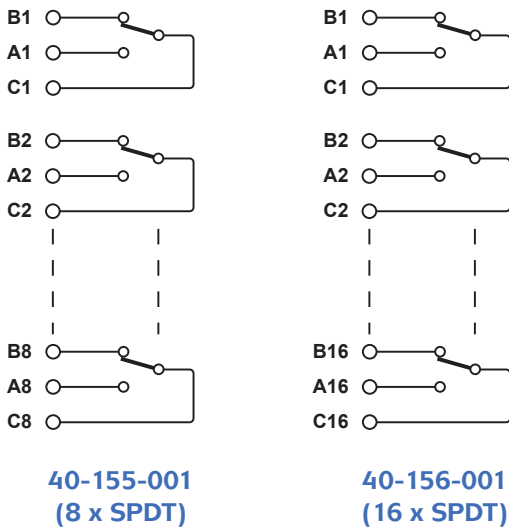 B1
A1
C1
B2
A2
C2
B8
A8
C8
40-155-001
(8 x SPDT)
B1
A1
C1
B2
A2
C2
B16
A16
C16
40-156-001
(16 x SPDT)